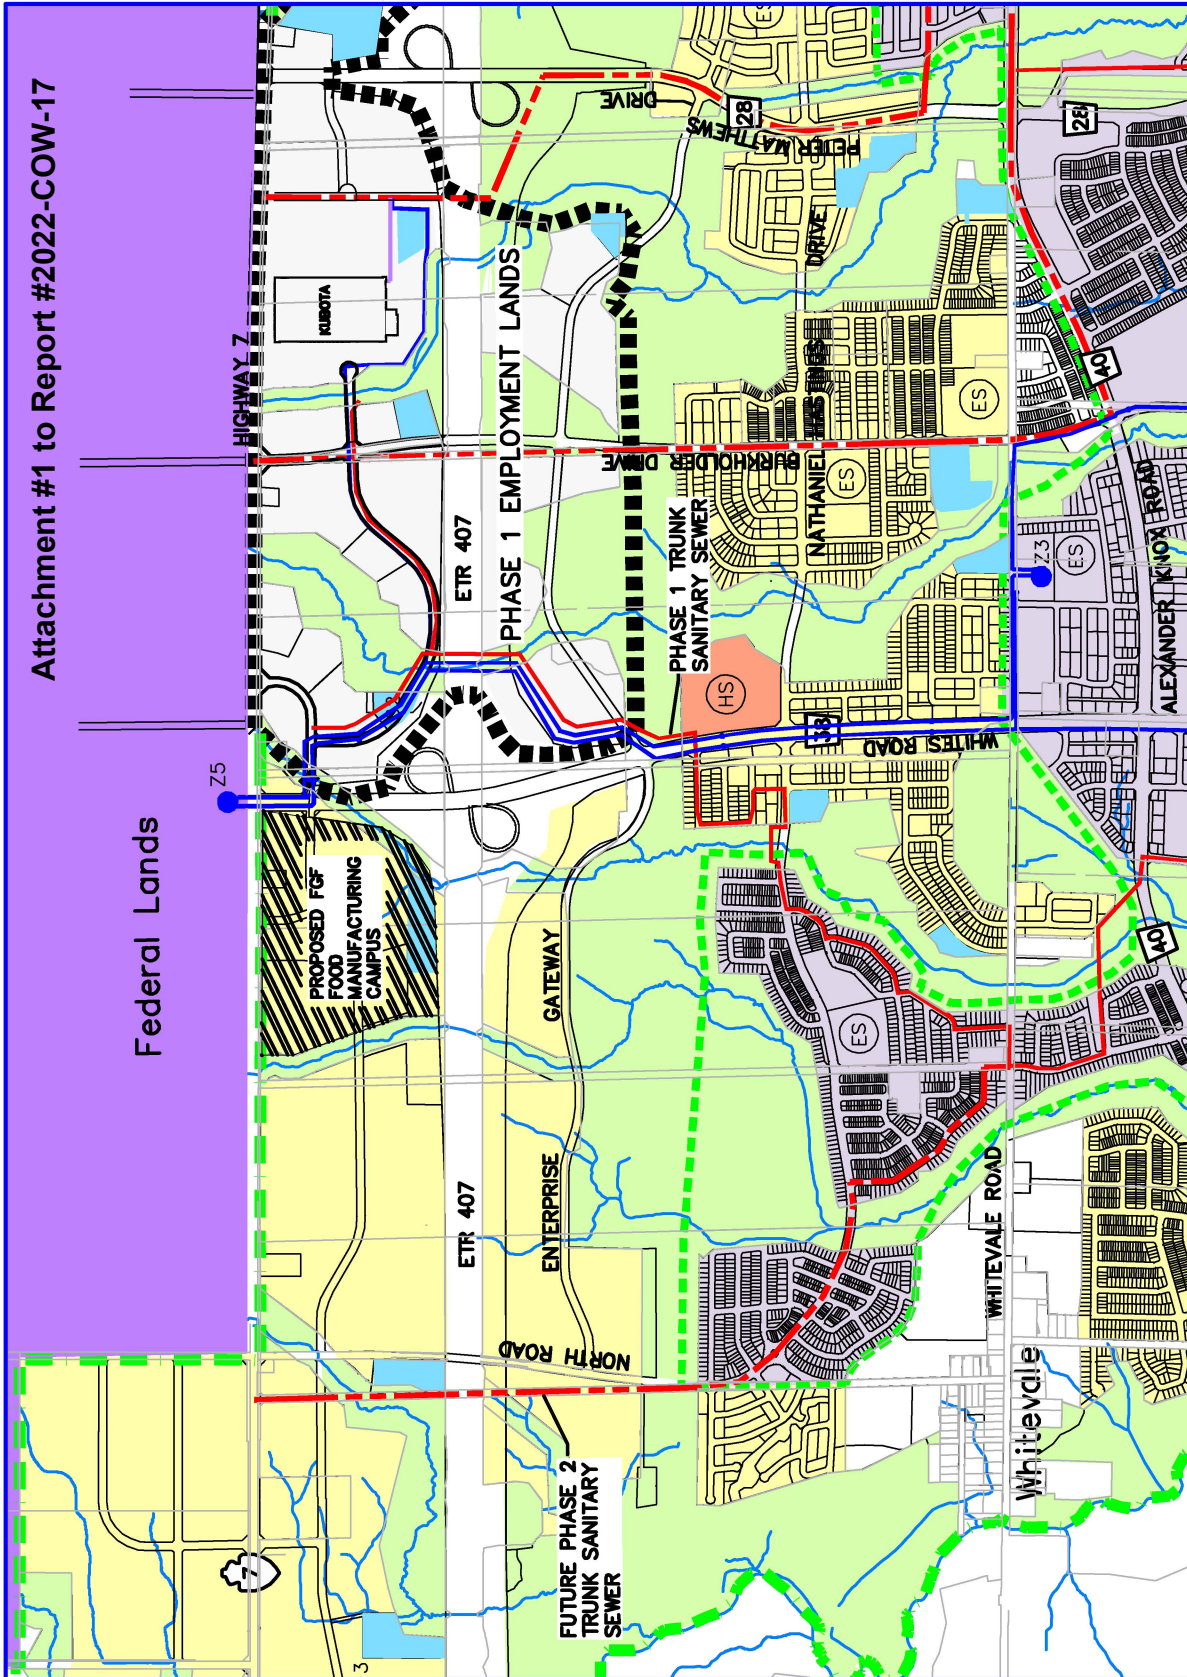 Attachment #1 to Report #2022-COW-17
Federal Lands
HIGHWAY 7
Z5
KUBOTA
PROPOSED FGF
FOOD
MANUFACTURING
CAMPUS
7
3
ETR 407
ETR 407
PHASE 1 EMPLOYMENT LANDS
ENTERPRISE
GATEWAY
NORTH ROAD
FUTURE PHASE 2
TRUNK SANITARY
SEWER
PHASE 1 TRUNK
SANITARY SEWER
BURKHOLDER DRIVE
PETER MATTHEWS
DRIVE
28
28
ES
HS
38
WHITES ROAD
NATHANIEL HASTINGS DRIVE
ES
ES
ES
ES
Z3
40
40
ALEXANDER KNOX ROAD
WHITEVALE ROAD
Whitevale